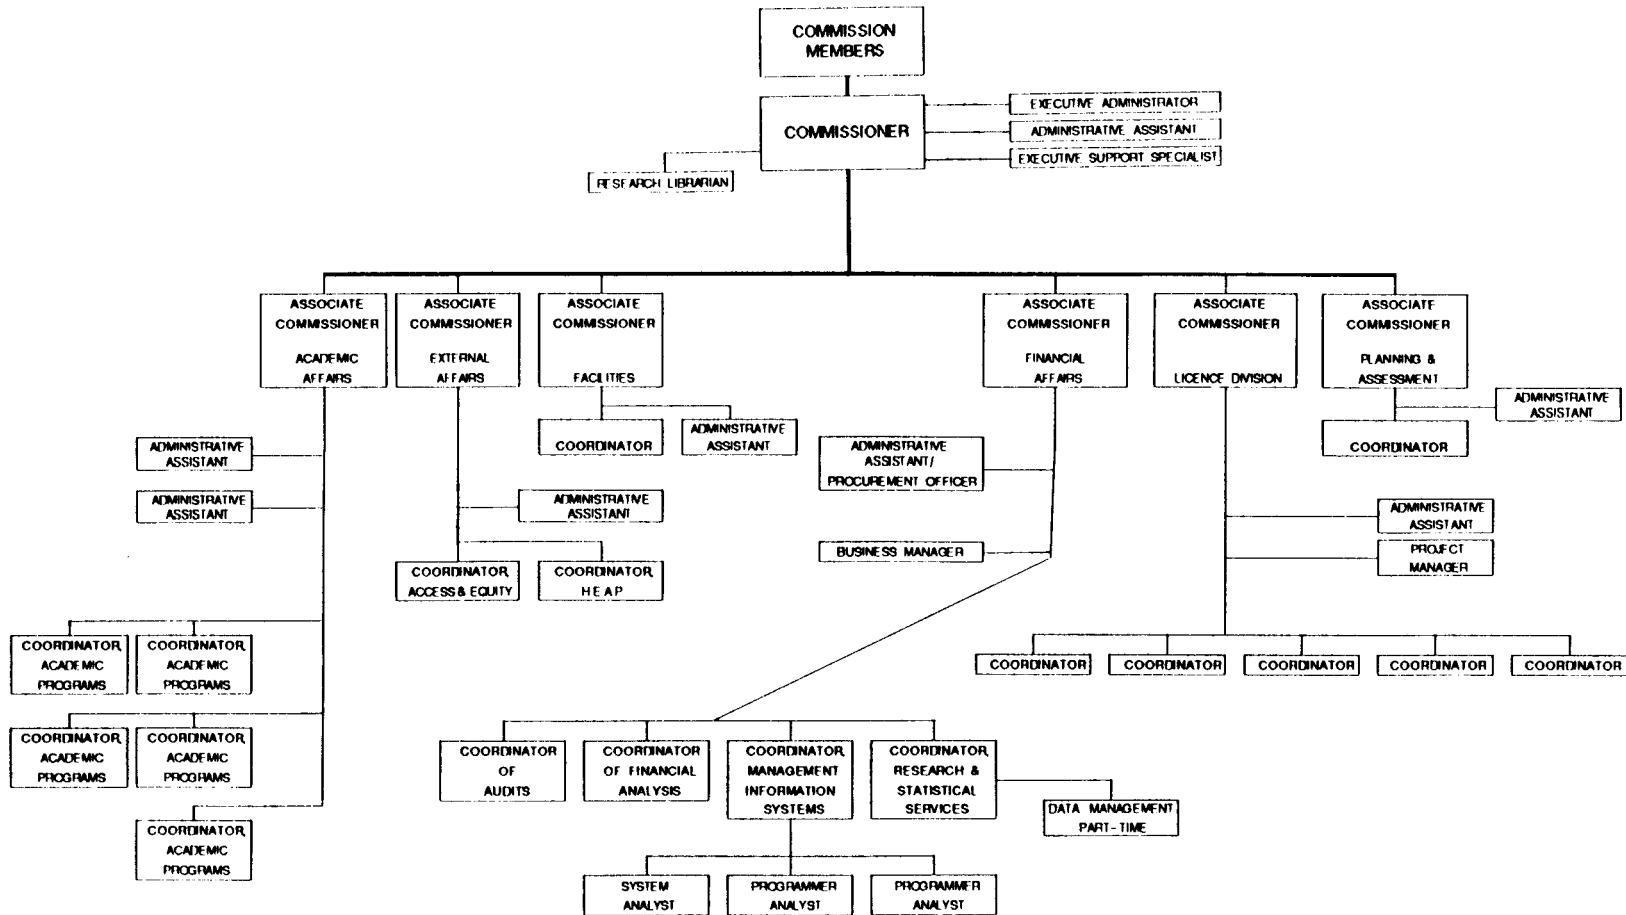 COMMISSION
MEMBERS
COMMISSIONER
EXECUTIVE ADMINISTRATOR
ADMINISTRATIVE ASSISTANT
EXECUTIVE SUPPORT SPECIALIST
RESEARCH LIBRARIAN
ASSOCIATE
COMMISSIONER
ACADEMIC
AFFAIRS
ASSOCIATE
COMMISSIONER
EXTERNAL
AFFAIRS
ASSOCIATE
COMMISSIONER
FACILITIES
ASSOCIATE
COMMISSIONER
FINANCIAL
AFFAIRS
ASSOCIATE
COMMISSIONER
LICENCE DIVISION
ASSOCIATE
COMMISSIONER
PLANNING &
ASSESSMENT
ADMINISTRATIVE
ASSISTANT
COORDINATOR
ADMINISTRATIVE
ASSISTANT
COORDINATOR
ADMINISTRATIVE
ASSISTANT
ADMINISTRATIVE
ASSISTANT/
PROCUREMENT OFFICER
ADMINISTRATIVE
ASSISTANT
ADMINISTRATIVE
ASSISTANT
ADMINISTRATIVE
ASSISTANT
BUSINESS MANAGER
PROJECT
MANAGER
COORDINATOR,
ACCESS & EQUITY
COORDINATOR,
H E A P
COORDINATOR,
ACADEMIC
PROGRAMS
COORDINATOR,
ACADEMIC
PROGRAMS
COORDINATOR
COORDINATOR
COORDINATOR
COORDINATOR
COORDINATOR
COORDINATOR,
ACADEMIC
PROGRAMS
COORDINATOR,
ACADEMIC
PROGRAMS
COORDINATOR
OF
AUDITS
COORDINATOR
OF FINANCIAL
ANALYSIS
COORDINATOR,
MANAGEMENT
INFORMATION
SYSTEMS
COORDINATOR,
RESEARCH &
STATISTICAL
SERVICES
DATA MANAGEMENT
PART-TIME
COORDINATOR,
ACADEMIC
PROGRAMS
SYSTEM
ANALYST
PROGRAMMER
ANALYST
PROGRAMMER
ANALYST